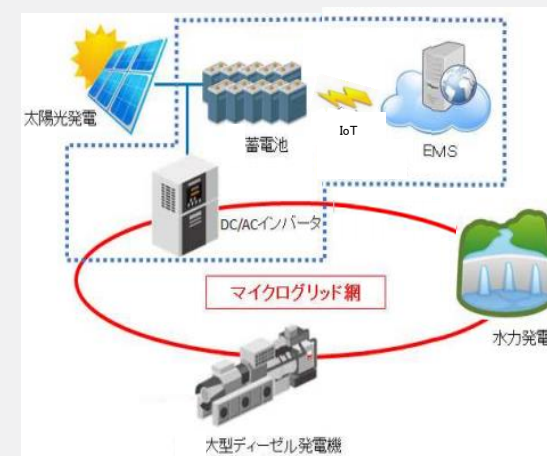 太陽光発電
蓄電池
IoT
EMS
DC/ACインバータ
マイクログリッド網
水力発電
大型ディーゼル発電機